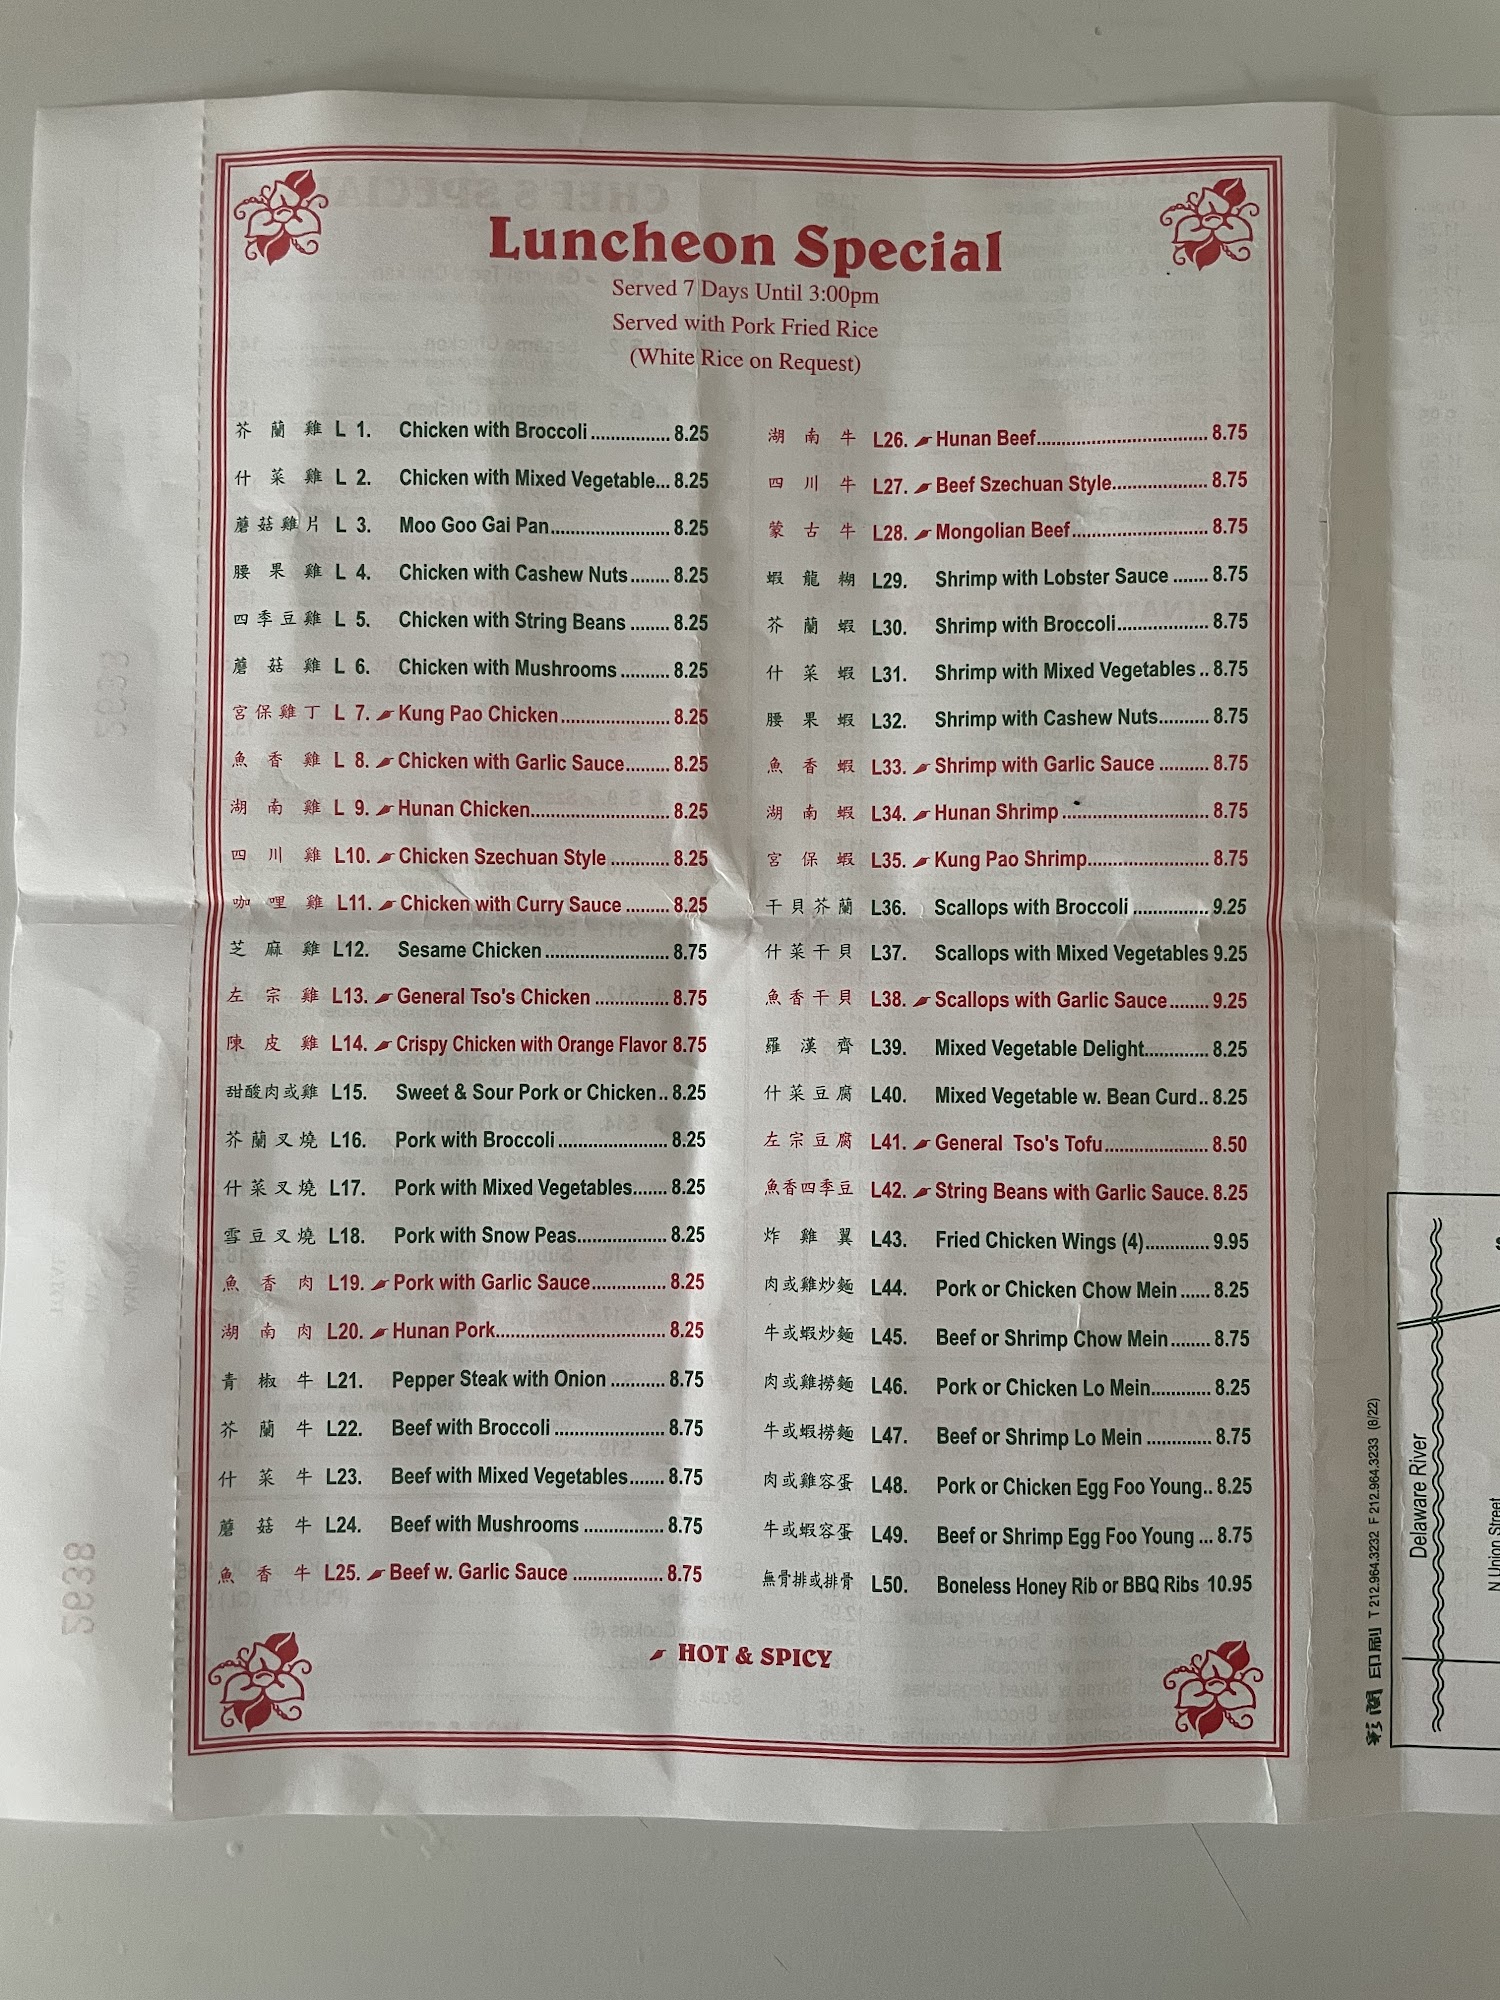 Luncheon Special
Served 7 Days Until 3:00pm
Served with Pork Fried Rice
(White Rice on Request)
芥蘭雞 L 1. Chicken with Broccoli ................ 8.25
什菜雞 L 2. Chicken with Mixed Vegetable... 8.25
蘑菇雞片 L 3. Moo Goo Gai Pan........................ 8.25
腰果雞 L 4. Chicken with Cashew Nuts ........ 8.25
四季豆雞 L 5. Chicken with String Beans ........ 8.25
蘑菇雞 L 6. Chicken with Mushrooms .......... 8.25
宮保雞丁 L 7. Kung Pao Chicken ...................... 8.25
魚香雞 L 8. Chicken with Garlic Sauce......... 8.25
湖南雞 L 9. Hunan Chicken............................ 8.25
四川雞 L10. Chicken Szechuan Style ............ 8.25
咖哩雞 L11. Chicken with Curry Sauce ......... 8.25
芝麻雞 L12. Sesame Chicken ......................... 8.75
左宗雞 L13. General Tso's Chicken ............... 8.75
陳皮雞 L14. Crispy Chicken with Orange Flavor 8.75
甜酸肉或雞 L15. Sweet & Sour Pork or Chicken.. 8.25
芥蘭叉燒 L16. Pork with Broccoli ...................... 8.25
什菜叉燒 L17. Pork with Mixed Vegetables....... 8.25
雪豆叉燒 L18. Pork with Snow Peas.................. 8.25
魚香肉 L19. Pork with Garlic Sauce............... 8.25
湖南肉 L20. Hunan Pork.................................. 8.25
青椒牛 L21. Pepper Steak with Onion ........... 8.75
芥蘭牛 L22. Beef with Broccoli ...................... 8.75
什菜牛 L23. Beef with Mixed Vegetables....... 8.75
蘑菇牛 L24. Beef with Mushrooms ................ 8.75
魚香牛 L25. Beef w. Garlic Sauce .................. 8.75
湖南牛 L26. Hunan Beef.................................. 8.75
四川牛 L27. Beef Szechuan Style................... 8.75
蒙古牛 L28. Mongolian Beef........................... 8.75
蝦龍糊 L29. Shrimp with Lobster Sauce ....... 8.75
芥蘭蝦 L30. Shrimp with Broccoli.................. 8.75
什菜蝦 L31. Shrimp with Mixed Vegetables .. 8.75
腰果蝦 L32. Shrimp with Cashew Nuts.......... 8.75
魚香蝦 L33. Shrimp with Garlic Sauce .......... 8.75
湖南蝦 L34. Hunan Shrimp ............................. 8.75
宮保蝦 L35. Kung Pao Shrimp........................ 8.75
干貝芥蘭 L36. Scallops with Broccoli ............... 9.25
什菜干貝 L37. Scallops with Mixed Vegetables 9.25
魚香干貝 L38. Scallops with Garlic Sauce........ 9.25
羅漢齊 L39. Mixed Vegetable Delight............. 8.25
什菜豆腐 L40. Mixed Vegetable w. Bean Curd.. 8.25
左宗豆腐 L41. General Tso's Tofu..................... 8.50
魚香四季豆 L42. String Beans with Garlic Sauce. 8.25
炸雞翼 L43. Fried Chicken Wings (4)............. 9.95
肉或雞炒麵 L44. Pork or Chicken Chow Mein ...... 8.25
牛或蝦炒麵 L45. Beef or Shrimp Chow Mein ........ 8.75
肉或雞撈麵 L46. Pork or Chicken Lo Mein............ 8.25
牛或蝦撈麵 L47. Beef or Shrimp Lo Mein ............. 8.75
肉或雞容蛋 L48. Pork or Chicken Egg Foo Young.. 8.25
牛或蝦容蛋 L49. Beef or Shrimp Egg Foo Young ... 8.75
無骨排或排骨 L50. Boneless Honey Rib or BBQ Ribs 10.95
HOT & SPICY
印刷 T 212.964.3232 F 212.964.3233 (8/22)
Delaware River
N Union Street
2638